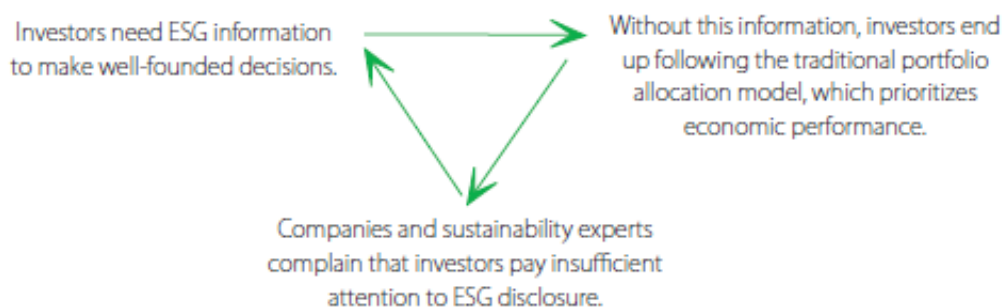 Investors need ESG information
to make well-founded decisions.
Without this information, investors end
up following the traditional portfolio
allocation model, which prioritizes
economic performance.
Companies and sustainability experts
complain that investors pay insufficient
attention to ESG disclosure.